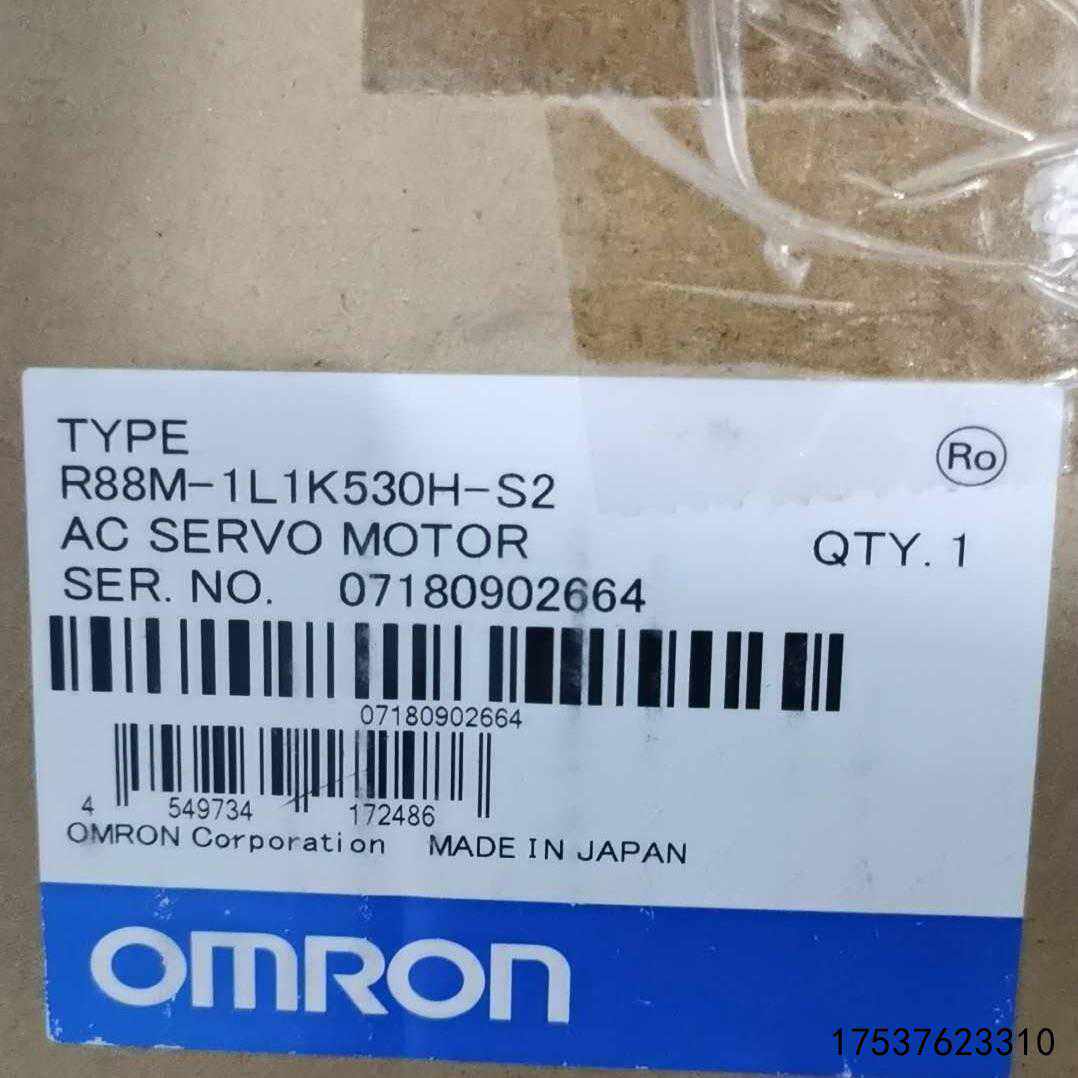 TYPE
R88M-1L1K530H-S2
Ro
AC SERVO MOTOR
QTY. 1
SER. NO. 07180902664
07180902664
4 549734 172486
OMRON Corporation MADE IN JAPAN
OMRON
17537623310